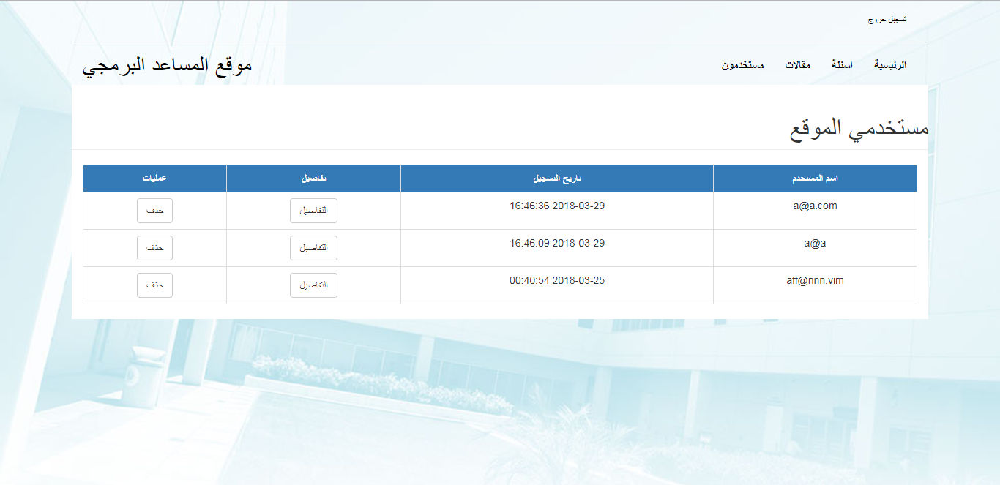 تسجيل خروج
الرئيسية اسئلة مقالات مستخدمون
موقع المساعد البرمجي
مستخدمي الموقع
اسم المستخدم تاريخ التسجيل تفاصيل عمليات
a@a.com 2018-03-29 16:46:36 التفاصيل حذف
a@a 2018-03-29 16:46:09 التفاصيل حذف
aff@nnn.vim 2018-03-25 00:40:54 التفاصيل حذف